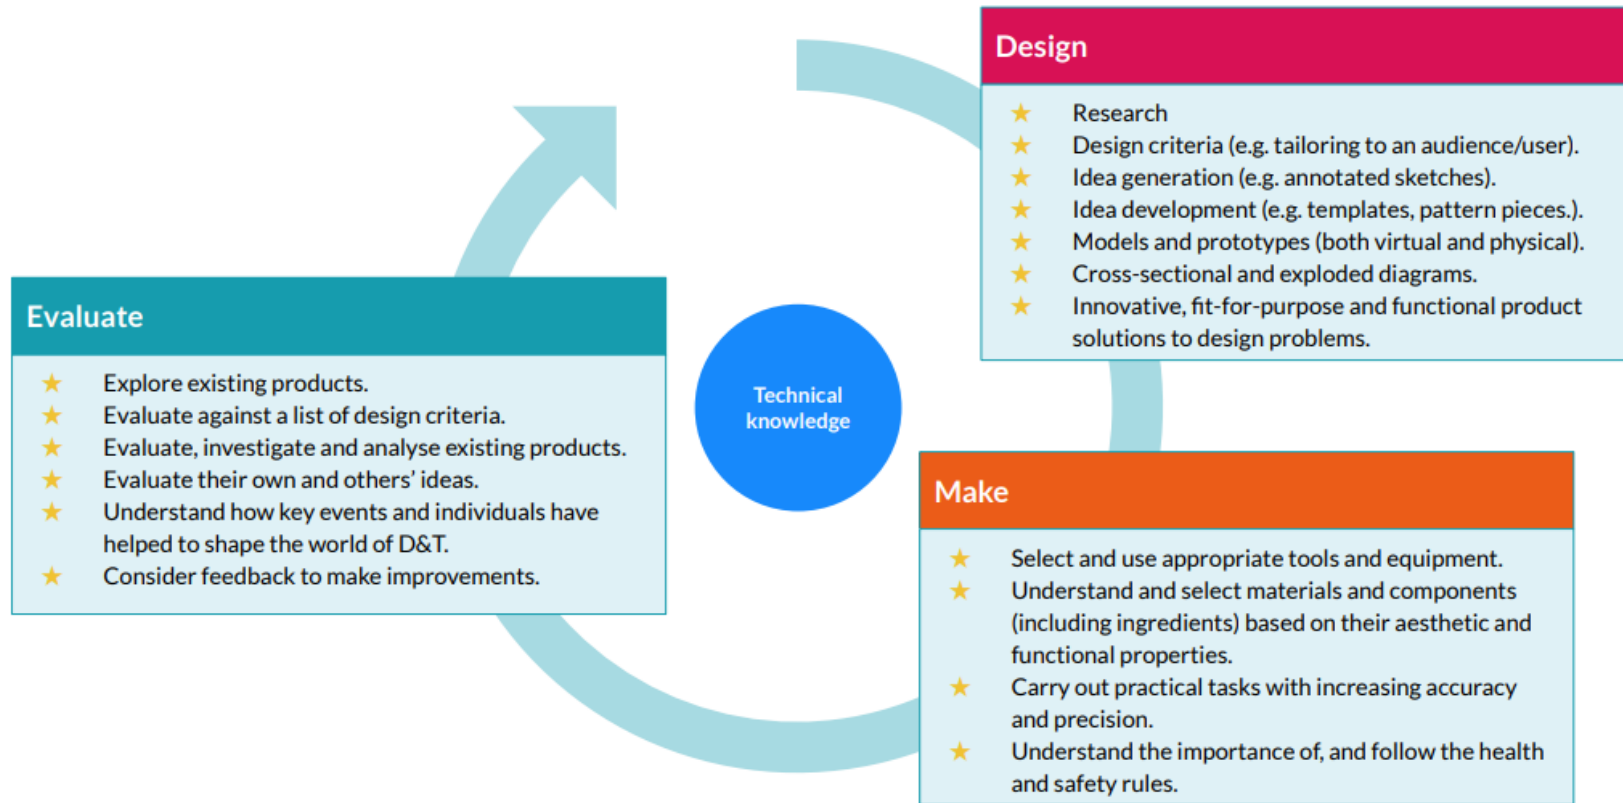 Design
Research
Design criteria (e.g. tailoring to an audience/user).
Idea generation (e.g. annotated sketches).
Idea development (e.g. templates, pattern pieces.).
Models and prototypes (both virtual and physical).
Cross-sectional and exploded diagrams.
Innovative, fit-for-purpose and functional product
solutions to design problems.
Technical
knowledge
Make
Select and use appropriate tools and equipment.
Understand and select materials and components
(including ingredients) based on their aesthetic and
functional properties.
Carry out practical tasks with increasing accuracy
and precision.
Understand the importance of, and follow the health
and safety rules.
Evaluate
Explore existing products.
Evaluate against a list of design criteria.
Evaluate, investigate and analyse existing products.
Evaluate their own and others’ ideas.
Understand how key events and individuals have
helped to shape the world of D&T.
Consider feedback to make improvements.